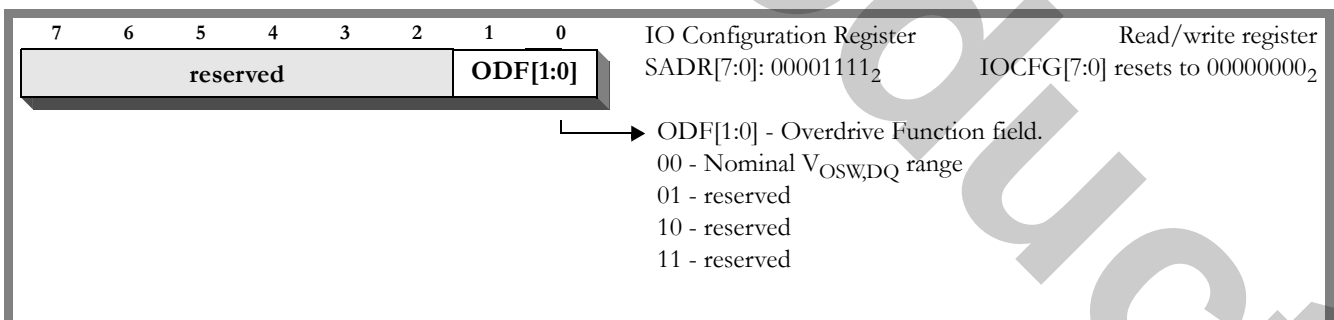 7 6 5 4 3 2 1 0
reserved ODF[1:0]
IO Configuration Register Read/write register
SADR[7:0]: 00001111₂ IOCFG[7:0] resets to 00000000₂
ODF[1:0] - Overdrive Function field.
00 - Nominal V_OSW,DQ range
01 - reserved
10 - reserved
11 - reserved